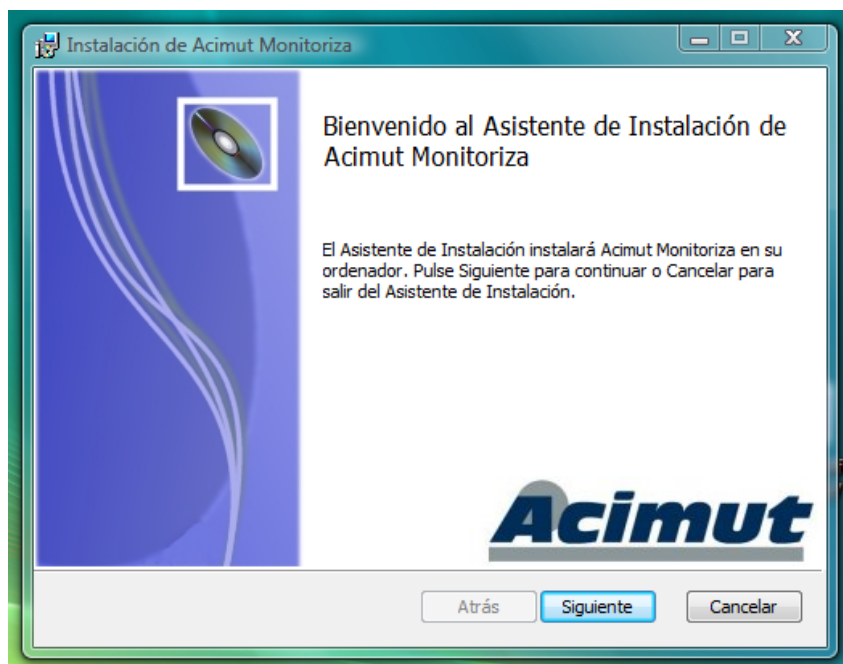 Instalación de Acimut Monitoriza
Bienvenido al Asistente de Instalación de
Acimut Monitoriza
El Asistente de Instalación instalará Acimut Monitoriza en su
ordenador. Pulse Siguiente para continuar o Cancelar para
salir del Asistente de Instalación.
Acimut
Atrás Siguiente Cancelar